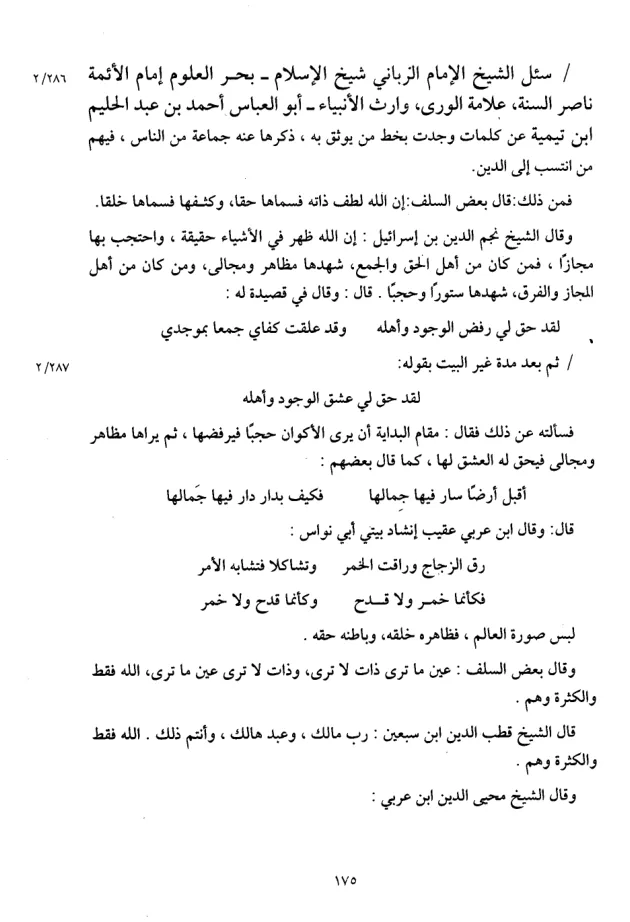 / سئل الشيخ الإمام الرباني شيخ الإسلام ـ بحر العلوم إمام الأئمة ٢/٢٨٦
ناصر السنة، علامة الورى، وارث الأنبياء ـ أبو العباس أحمد بن عبد الحليم
ابن تيمية عن كلمات وجدت بخط من يوثق به ، ذكرها عنه جماعة من الناس ، فيهم
من انتسب إلى الدين.
فمن ذلك:قال بعض السلف:إن الله لطف ذاته فسماها حقا، وكثفها فسماها خلقا.
وقال الشيخ نجم الدين بن إسرائيل : إن الله ظهر في الأشياء حقيقة ، واحتجب بها
مجازًا ، فمن كان من أهل الحق والجمع، شهدها مظاهر ومجالى، ومن كان من أهل
المجاز والفرق، شهدها ستورًا وحجبًا . قال : وقال في قصيدة له :
لقد حق لي رفض الوجود وأهله وقد علقت كفاي جمعا بموجدي
/ ثم بعد مدة غير البيت بقوله: ٢/٢٨٧
لقد حق لي عشق الوجود وأهله
فسألته عن ذلك فقال : مقام البداية أن يرى الأكوان حجبًا فيرفضها ، ثم يراها مظاهر
ومجالى فيحق له العشق لها ، كما قال بعضهم :
أقبل أرضًا سار فيها جِمالها فكيف بدار دار فيها جَمالها
قال: وقال ابن عربي عقيب إنشاد بيتي أبي نواس :
رق الزجاج وراقت الخمر وتشاكلا فتشابه الأمر
فكأنما خمـر ولا قـدح وكأنما قدح ولا خمر
لبس صورة العالم ، فظاهره خلقه، وباطنه حقه .
وقال بعض السلف : عين ما ترى ذات لا ترى، وذات لا ترى عين ما ترى، الله فقط
والكثرة وهم .
قال الشيخ قطب الدين ابن سبعين : رب مالك ، وعبد هالك ، وأنتم ذلك . الله فقط
والكثرة وهم .
وقال الشيخ محيى الدين ابن عربي :
١٧٥